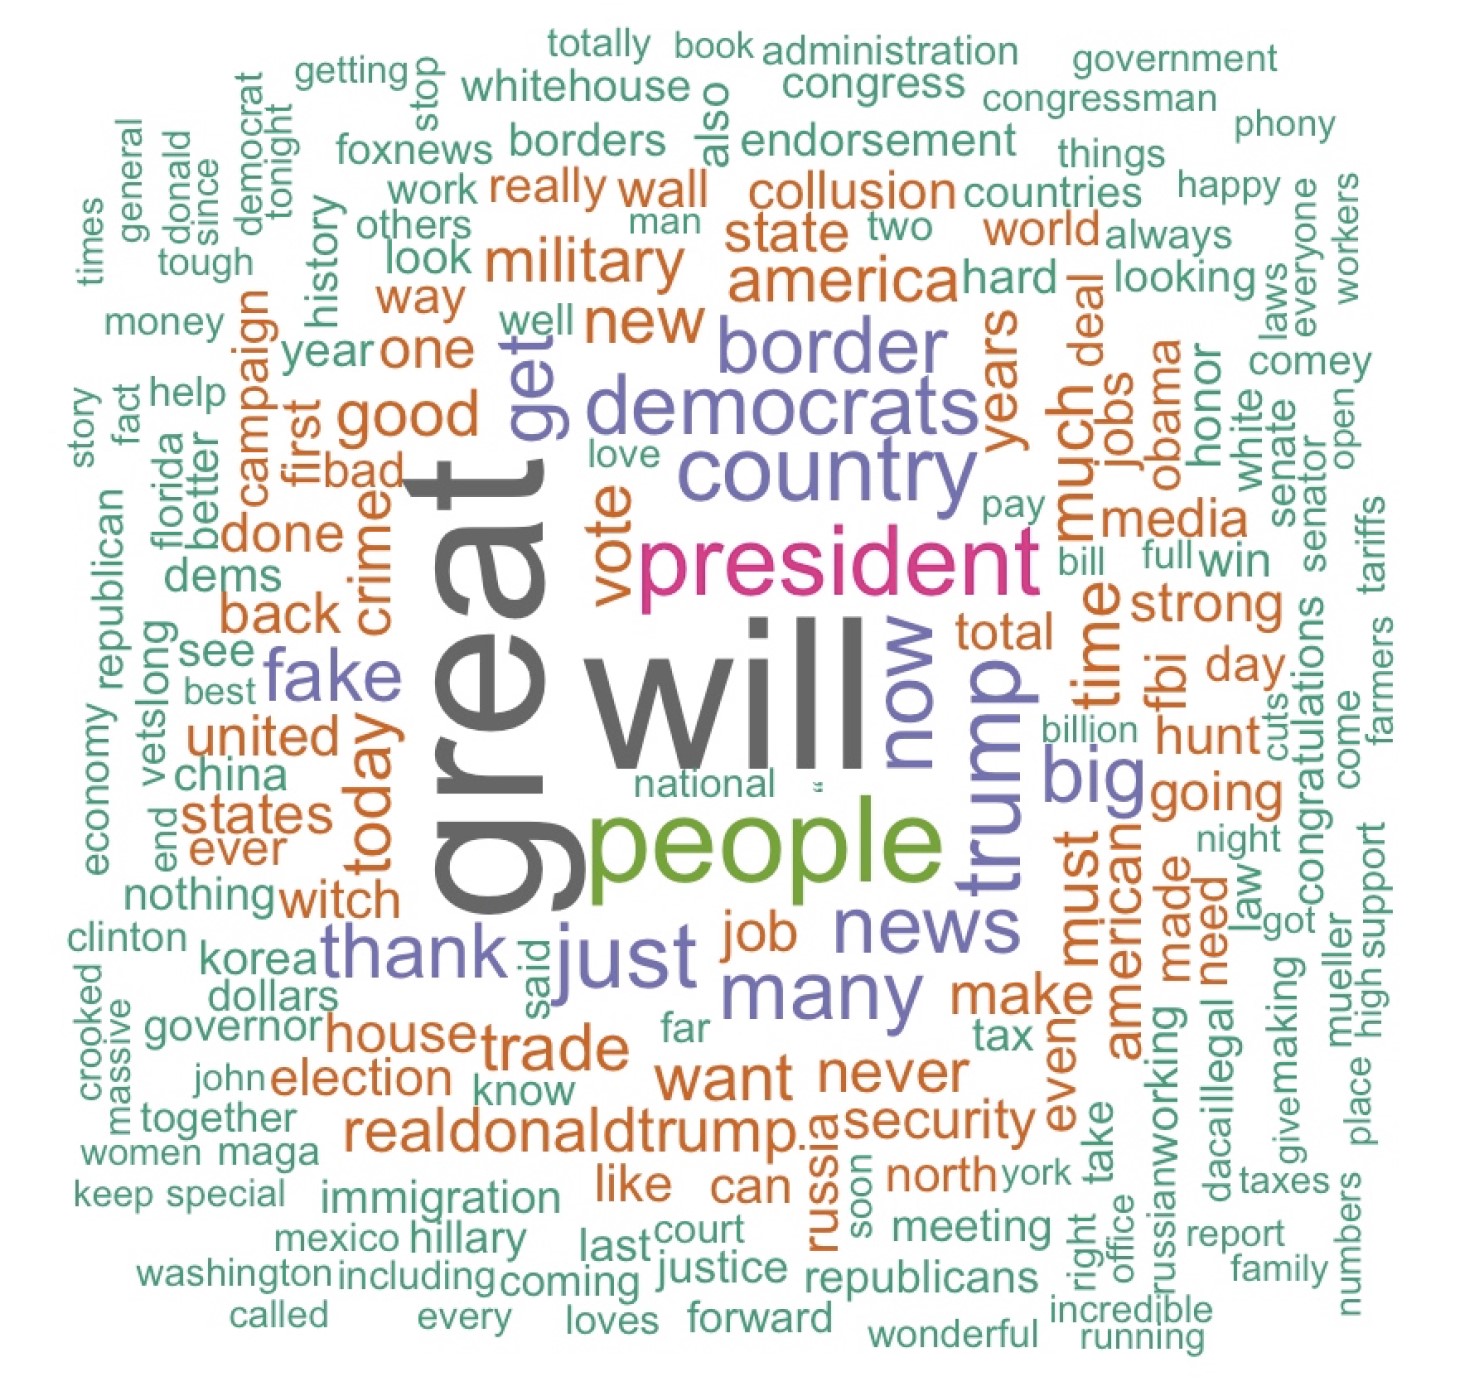 totally book administration government
getting stop whitehouse also congress congressman
phony
general donald since democrat tonight foxnews borders endorsement things
work really wall collusion countries happy everyone workers
times tough history others man state two world always
look military america hard looking laws
money campaign way well new border years deal
year one get democrats much jobs obama honor comey
story fact help first good country white senate open
florida better bad love senator
republican done crime great vote pay media tariffs
dems president bill full win
back will now total time strong
vetslong see fake trump fbi day congratulations farmers
best
economy united today billion hunt cuts come
china national big going
end states people must american night high support
ever made need law
nothing witch job news got mueller
clinton korea thank said just many
crooked massive dollars make
governor house trade far tax even russianworking dacaillegal givemaking place
john election know want never
together realdonaldtrump. russia security take
women maga
keep special immigration like can soon north york taxes numbers
mexico hillary last court meeting right office report
washington including coming justice republicans family
called every loves forward incredible
wonderful running